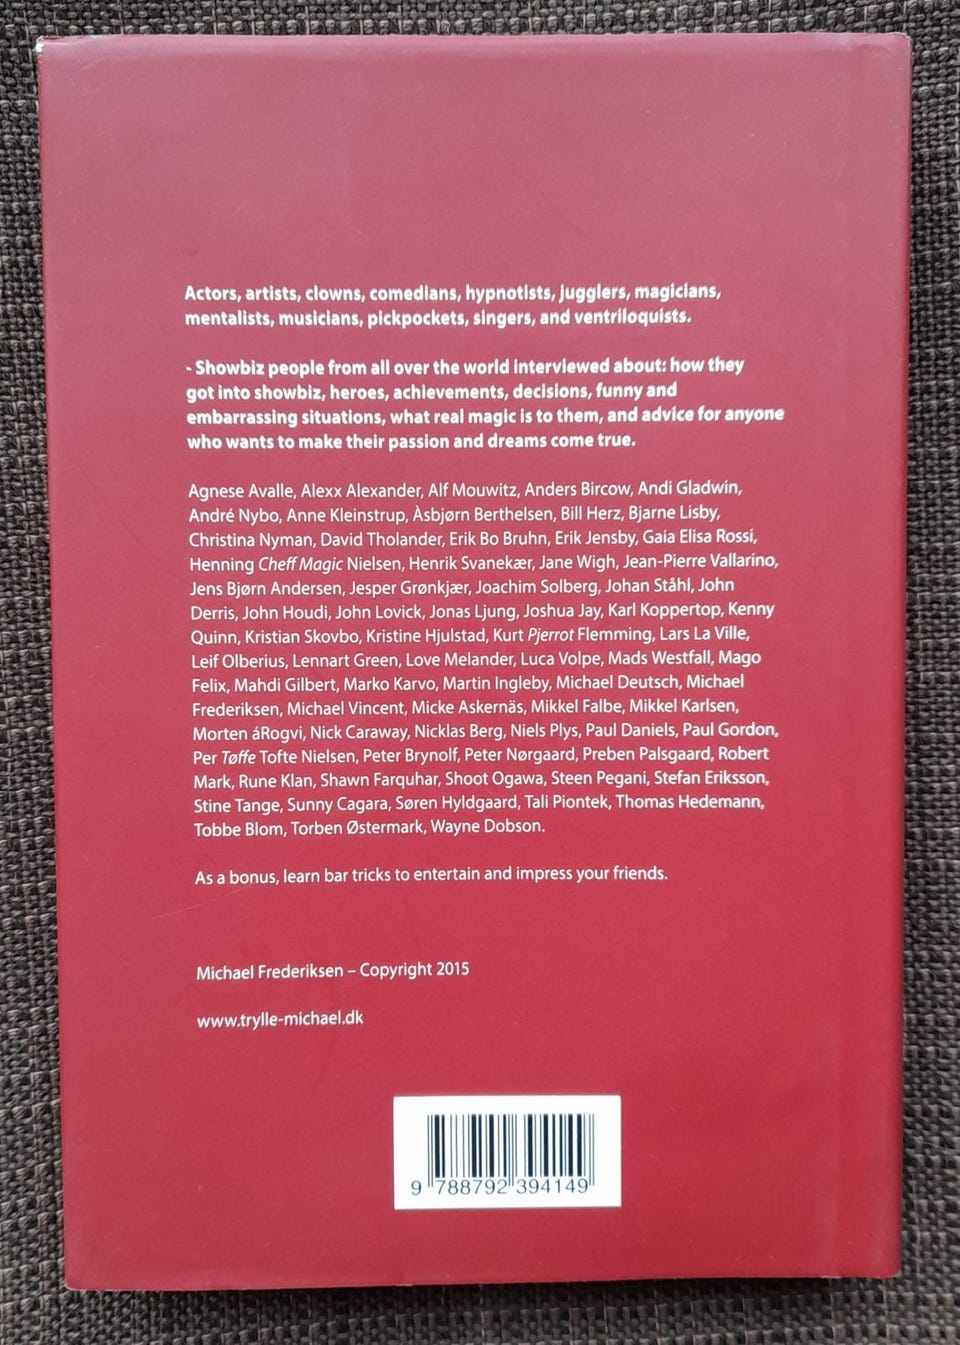 Actors, artists, clowns, comedians, hypnotists, jugglers, magicians,
mentalists, musicians, pickpockets, singers, and ventriloquists.
- Showbiz people from all over the world interviewed about: how they
got into showbiz, heroes, achievements, decisions, funny and
embarrassing situations, what real magic is to them, and advice for anyone
who wants to make their passion and dreams come true.
Agnese Avalle, Alexx Alexander, Alf Mouwitz, Anders Bircow, Andi Gladwin,
André Nybo, Anne Kleinstrup, Àsbjørn Berthelsen, Bill Herz, Bjarne Lisby,
Christina Nyman, David Tholander, Erik Bo Bruhn, Erik Jensby, Gaia Elisa Rossi,
Henning Cheff Magic Nielsen, Henrik Svanekær, Jane Wigh, Jean-Pierre Vallarino,
Jens Bjørn Andersen, Jesper Grønkjær, Joachim Solberg, Johan Ståhl, John
Derris, John Houdi, John Lovick, Jonas Ljung, Joshua Jay, Karl Koppertop, Kenny
Quinn, Kristian Skovbo, Kristine Hjulstad, Kurt Pjerrot Flemming, Lars La Ville,
Leif Olberius, Lennart Green, Love Melander, Luca Volpe, Mads Westfall, Mago
Felix, Mahdi Gilbert, Marko Karvo, Martin Ingleby, Michael Deutsch, Michael
Frederiksen, Michael Vincent, Micke Askernäs, Mikkel Falbe, Mikkel Karlsen,
Morten áRogvi, Nick Caraway, Nicklas Berg, Niels Plys, Paul Daniels, Paul Gordon,
Per Tøffe Tofte Nielsen, Peter Brynolf, Peter Nørgaard, Preben Palsgaard, Robert
Mark, Rune Klan, Shawn Farquhar, Shoot Ogawa, Steen Pegani, Stefan Eriksson,
Stine Tange, Sunny Cagara, Søren Hyldgaard, Tali Piontek, Thomas Hedemann,
Tobbe Blom, Torben Østermark, Wayne Dobson.
As a bonus, learn bar tricks to entertain and impress your friends.
Michael Frederiksen – Copyright 2015
www.trylle-michael.dk
9 788792 394149